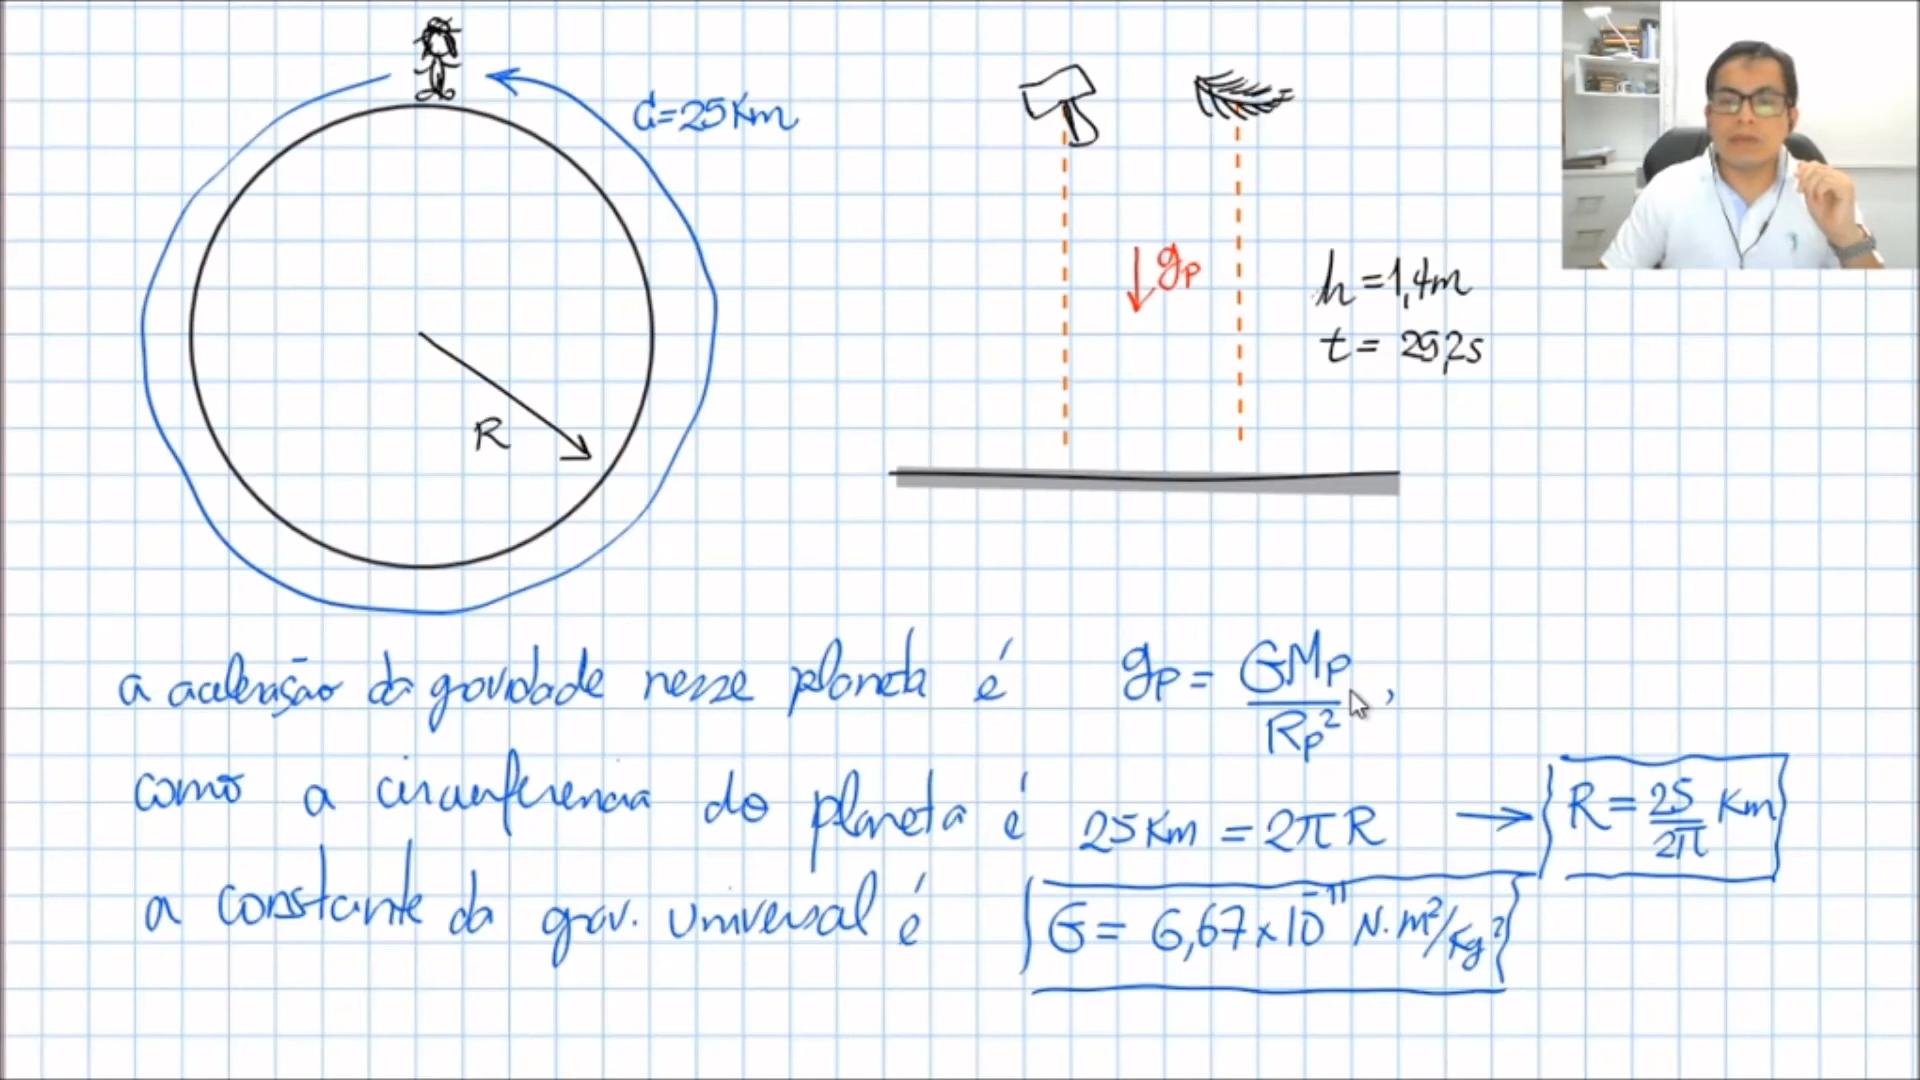 C=25Km
gp
h=1,4m
t= 29,2s
R
a aceleração da gravidade nesse planeta é gp = GMp/Rp²,
como a circunferencia do planeta é 25Km = 2πR → R = 25/2π Km
a constante da grav. universal é G = 6,67×10⁻¹¹ N.m²/Kg²